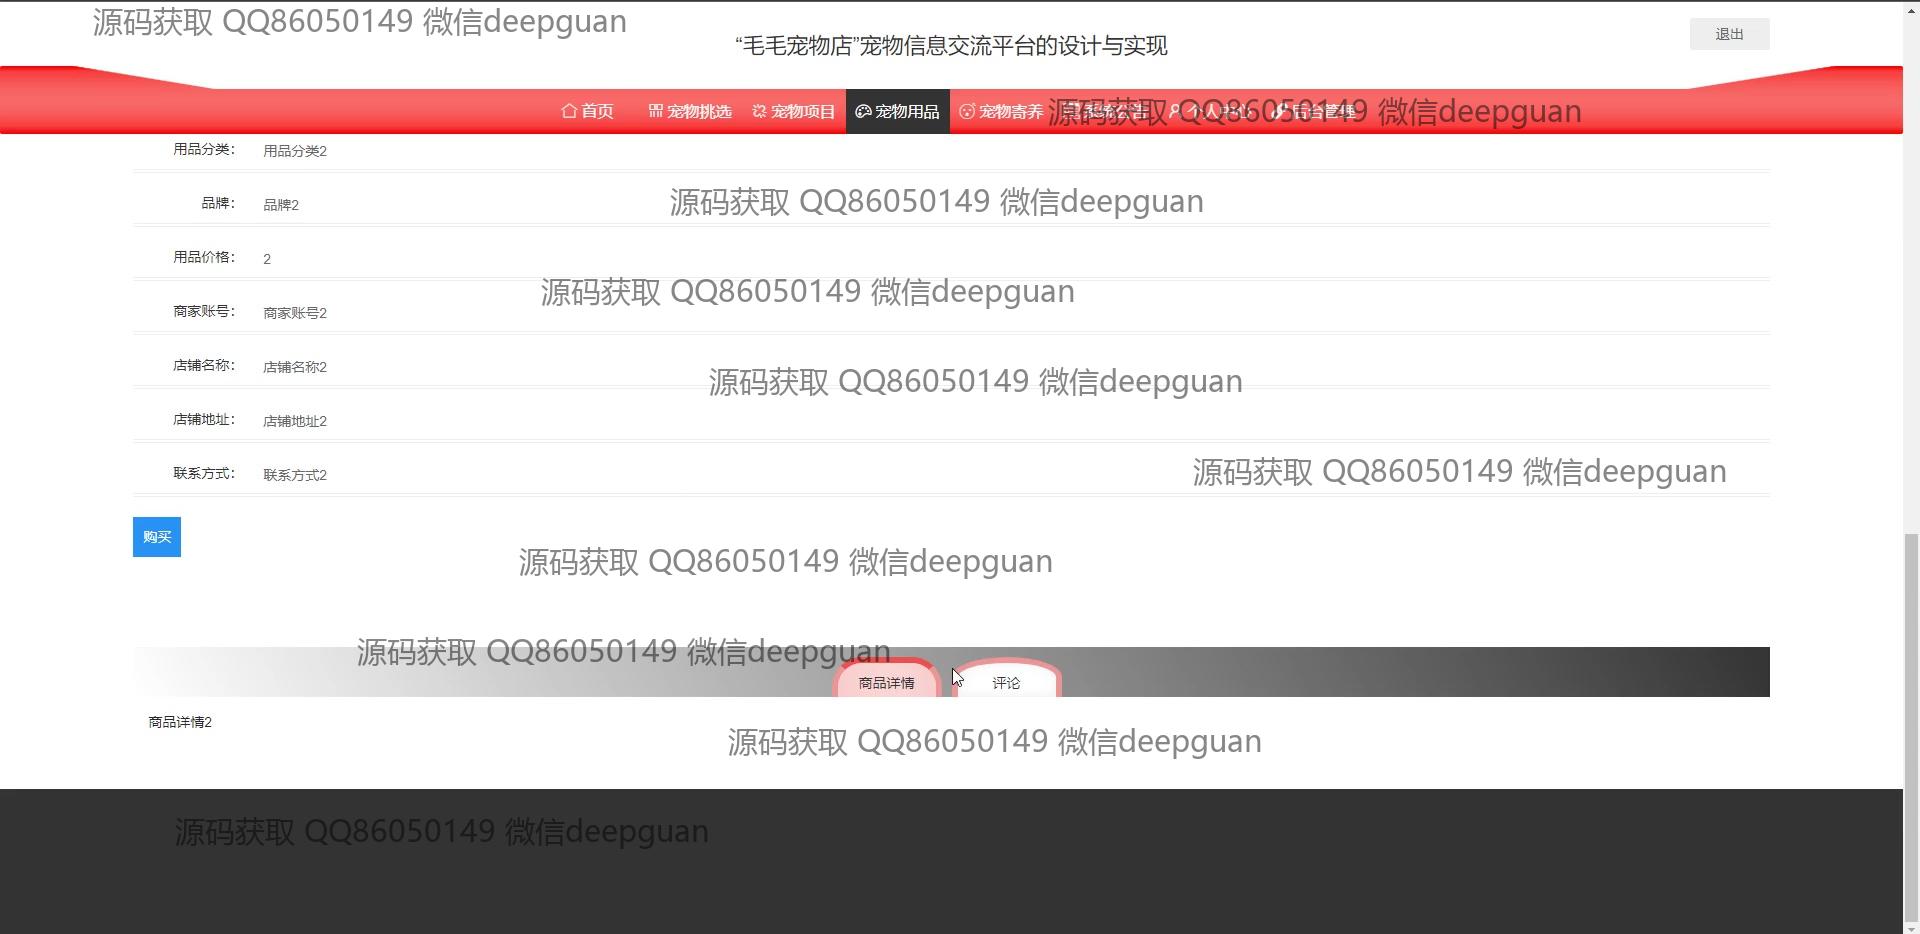 源码获取 QQ86050149 微信deepguan
“毛毛宠物店”宠物信息交流平台的设计与实现
退出
首页 宠物挑选 宠物项目 宠物用品 宠物寄养 系统公告 个人中心 后台管理
源码获取 QQ86050149 微信deepguan
用品分类： 用品分类2
品牌： 品牌2
源码获取 QQ86050149 微信deepguan
用品价格： 2
源码获取 QQ86050149 微信deepguan
商家账号： 商家账号2
店铺名称： 店铺名称2
源码获取 QQ86050149 微信deepguan
店铺地址： 店铺地址2
联系方式： 联系方式2
源码获取 QQ86050149 微信deepguan
购买
源码获取 QQ86050149 微信deepguan
源码获取 QQ86050149 微信deepguan
商品详情 评论
商品详情2
源码获取 QQ86050149 微信deepguan
源码获取 QQ86050149 微信deepguan